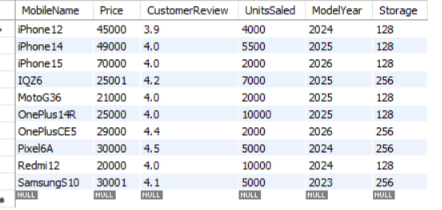 MobileName Price CustomerReview UnitsSaled ModelYear Storage
iPhone12 45000 3.9 4000 2024 128
iPhone14 49000 4.0 5500 2025 128
iPhone15 70000 4.0 2000 2026 128
IQZ6 25001 4.2 7000 2025 256
MotoG36 21000 4.0 2000 2025 128
OnePlus14R 25000 4.0 10000 2025 128
OnePlusCE5 29000 4.4 2000 2026 256
Pixel6A 30000 4.5 5000 2024 256
Redmi12 20000 4.0 10000 2024 128
SamsungS10 30001 4.1 5000 2023 256
NULL NULL NULL NULL NULL NULL